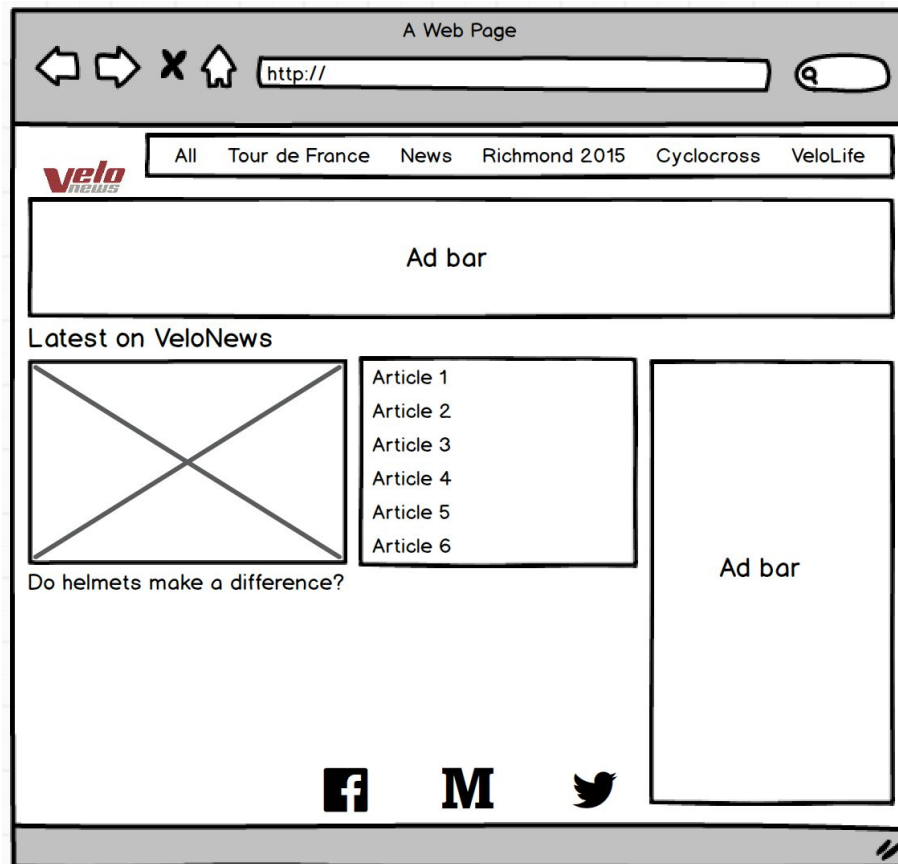 A Web Page
http://
All Tour de France News Richmond 2015 Cyclocross VeloLife
Velo
news
Ad bar
Latest on VeloNews
Article 1
Article 2
Article 3
Article 4
Article 5
Article 6
Do helmets make a difference?
Ad bar
f M